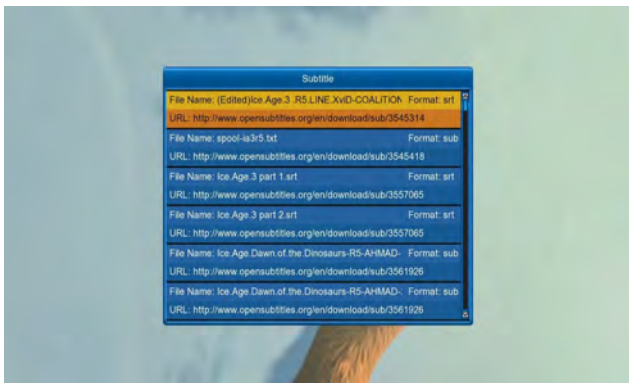 Subtitle
File Name: (Edited)Ice.Age.3 .R5.LINE.XviD-COALiTiON Format: srt
URL: http://www.opensubtitles.org/en/download/sub/3545314
File Name: spool-ia3r5.txt Format: sub
URL: http://www.opensubtitles.org/en/download/sub/3545418
File Name: Ice.Age.3 part 1.srt Format: srt
URL: http://www.opensubtitles.org/en/download/sub/3557065
File Name: Ice.Age.3 part 2.srt Format: srt
URL: http://www.opensubtitles.org/en/download/sub/3557065
File Name: Ice.Age.Dawn.of.the.Dinosaurs-R5-AHMAD- Format: sub
URL: http://www.opensubtitles.org/en/download/sub/3561926
File Name: Ice.Age.Dawn.of.the.Dinosaurs-R5-AHMAD-: Format: sub
URL: http://www.opensubtitles.org/en/download/sub/3561926